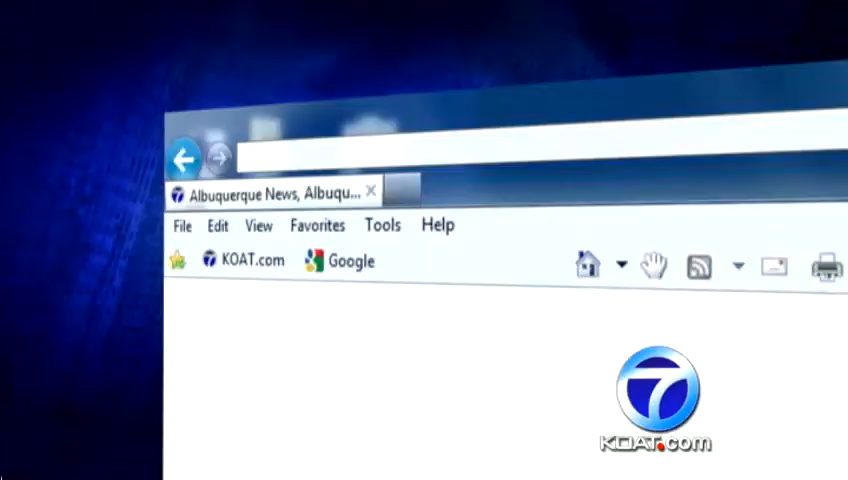 Albuquerque News, Albuqu...
File Edit View Favorites Tools Help
KOAT.com Google
7
KOAT.com